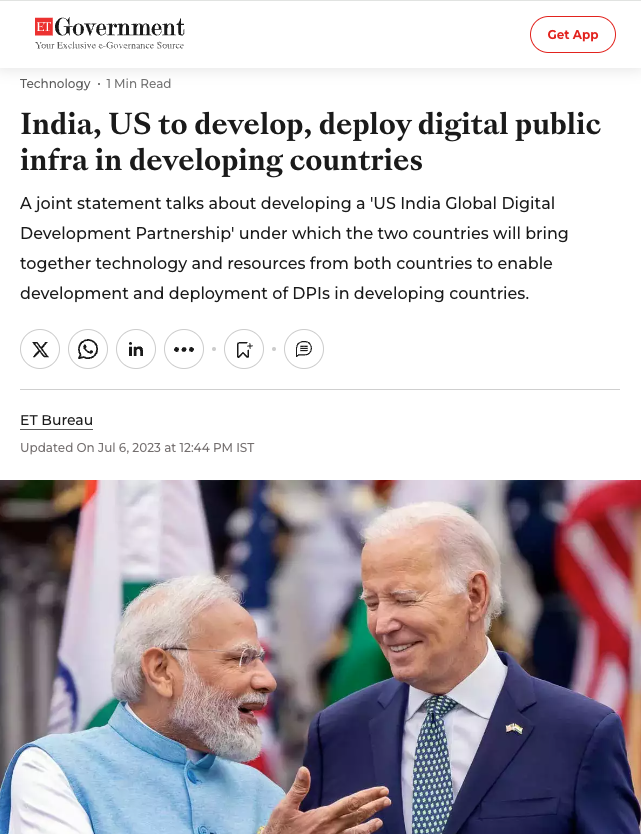 ET Government
Your Exclusive e-Governance Source
Get App
Technology • 1 Min Read
India, US to develop, deploy digital public
infra in developing countries
A joint statement talks about developing a 'US India Global Digital
Development Partnership' under which the two countries will bring
together technology and resources from both countries to enable
development and deployment of DPIs in developing countries.
ET Bureau
Updated On Jul 6, 2023 at 12:44 PM IST